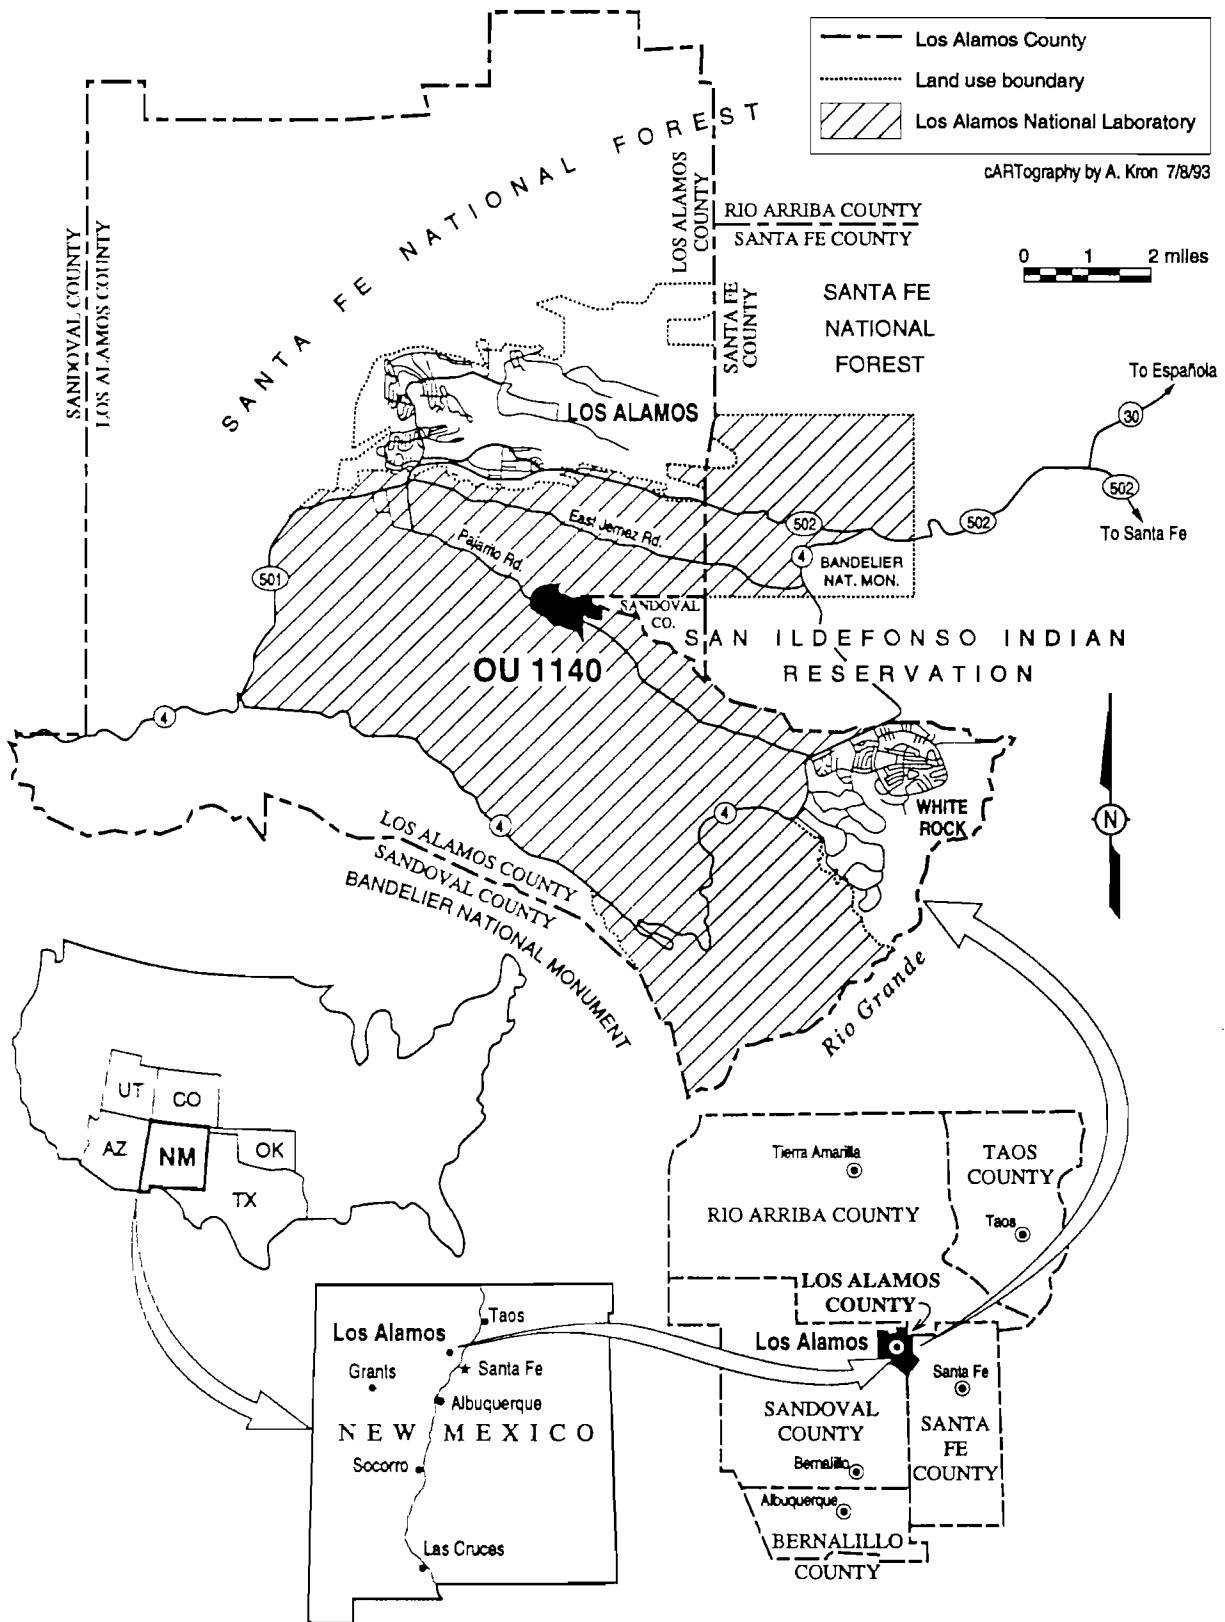 Los Alamos County
Land use boundary
Los Alamos National Laboratory
cARTography by A. Kron 7/8/93
SANTA FE NATIONAL FOREST
SANDOVAL COUNTY
LOS ALAMOS COUNTY
LOS ALAMOS
COUNTY
RIO ARRIBA COUNTY
SANTA FE COUNTY
SANTA FE
COUNTY
0 1 2 miles
SANTA FE
NATIONAL
FOREST
To Española
30
LOS ALAMOS
502
To Santa Fe
502
502
East Jemez Rd.
Pajarito Rd.
4
BANDELIER
NAT. MON.
501
SANDOVAL
CO.
SAN ILDEFONSO INDIAN
RESERVATION
OU 1140
4
WHITE
ROCK
4
4
N
LOS ALAMOS COUNTY
SANDOVAL COUNTY
BANDELIER NATIONAL MONUMENT
Rio Grande
UT
CO
AZ
NM
OK
TX
Tierra Amarilla
TAOS
COUNTY
RIO ARRIBA COUNTY
Taos
LOS ALAMOS
COUNTY
Los Alamos
Santa Fe
SANDOVAL
COUNTY
SANTA
FE
COUNTY
Bernalillo
Albuquerque
BERNALILLO
COUNTY
Taos
Los Alamos
Grants
Santa Fe
Albuquerque
NEW MEXICO
Socorro
Las Cruces